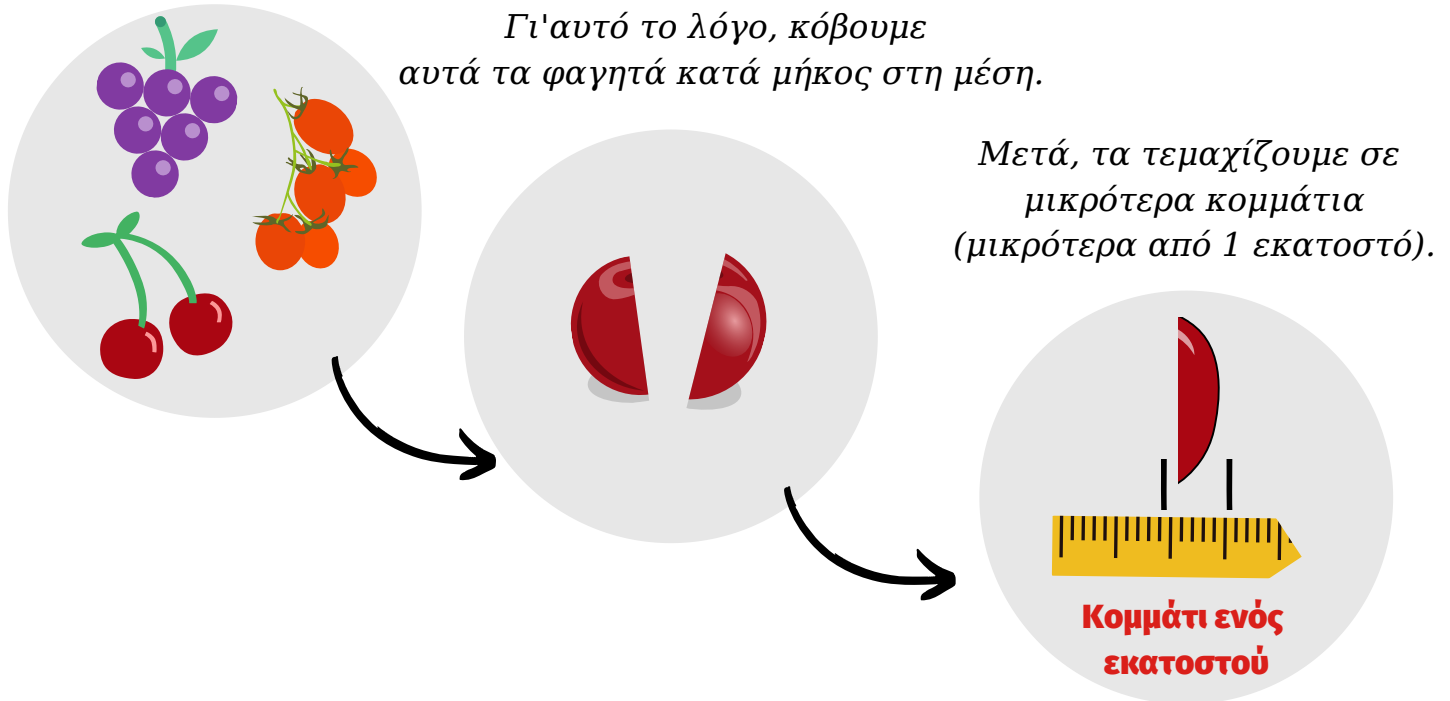 Γι'αυτό το λόγο, κόβουμε
αυτά τα φαγητά κατά μήκος στη μέση.
Μετά, τα τεμαχίζουμε σε
μικρότερα κομμάτια
(μικρότερα από 1 εκατοστό).
Κομμάτι ενός
εκατοστού